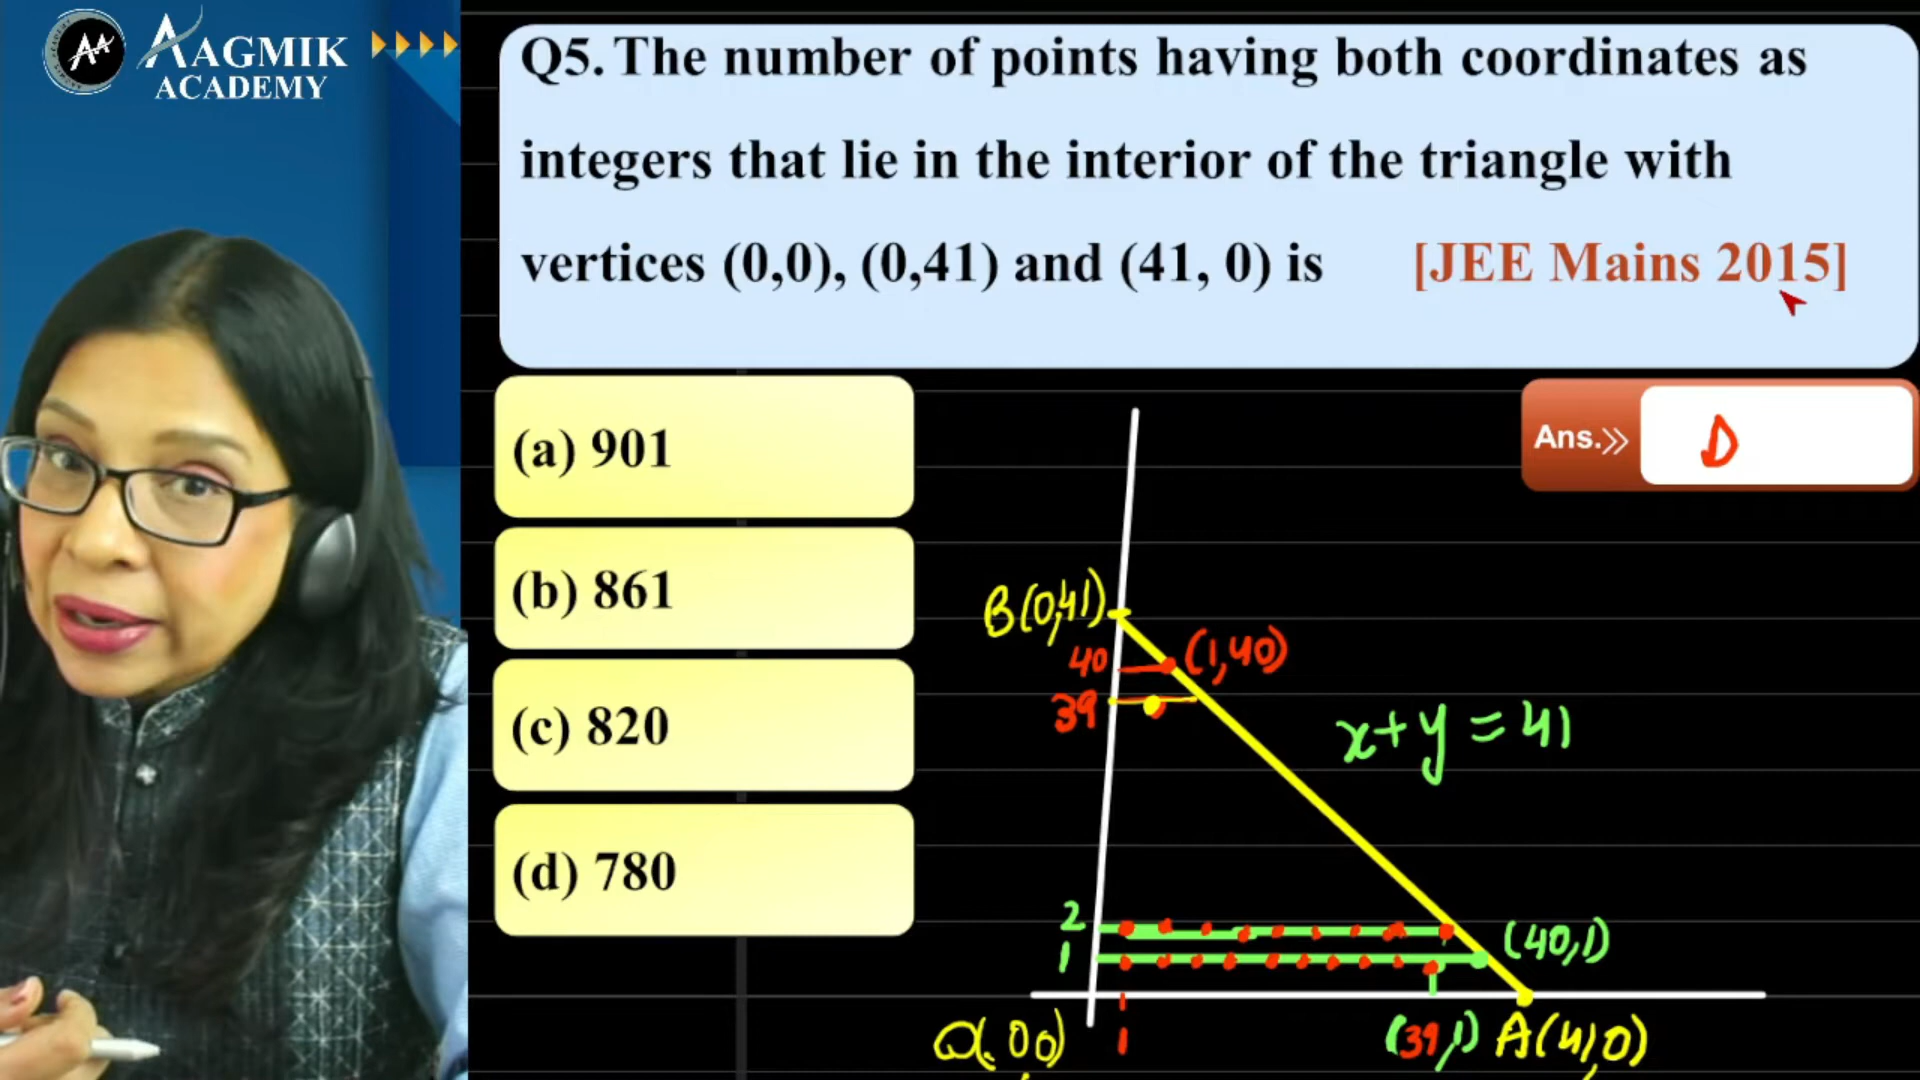 AAGMIK
ACADEMY
Q5. The number of points having both coordinates as
integers that lie in the interior of the triangle with
vertices (0,0), (0,41) and (41, 0) is [JEE Mains 2015]
(a) 901
(b) 861
(c) 820
(d) 780
Ans.>> D
B(0,41)
40 (1,40)
39
x+y=41
2
1 (40,1)
O(0,0) 1 (39,1) A(41,0)